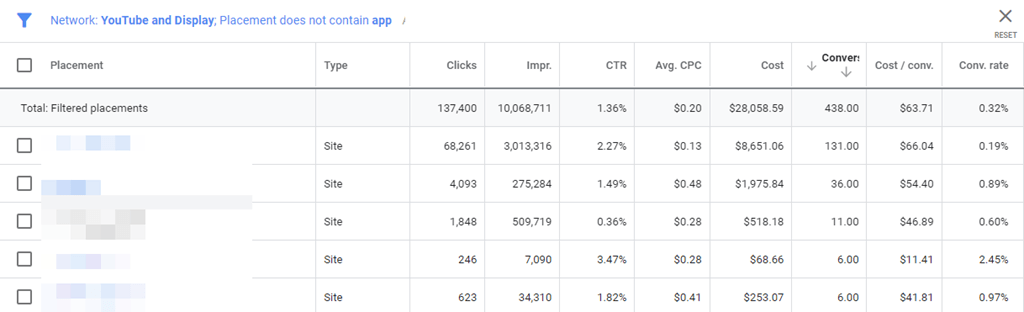 Network: YouTube and Display; Placement does not contain app
RESET
Placement Type Clicks Impr. CTR Avg. CPC Cost Convers Cost / conv. Conv. rate
Total: Filtered placements 137,400 10,068,711 1.36% $0.20 $28,058.59 438.00 $63.71 0.32%
Site 68,261 3,013,316 2.27% $0.13 $8,651.06 131.00 $66.04 0.19%
Site 4,093 275,284 1.49% $0.48 $1,975.84 36.00 $54.40 0.89%
Site 1,848 509,719 0.36% $0.28 $518.18 11.00 $46.89 0.60%
Site 246 7,090 3.47% $0.28 $68.66 6.00 $11.41 2.45%
Site 623 34,310 1.82% $0.41 $253.07 6.00 $41.81 0.97%